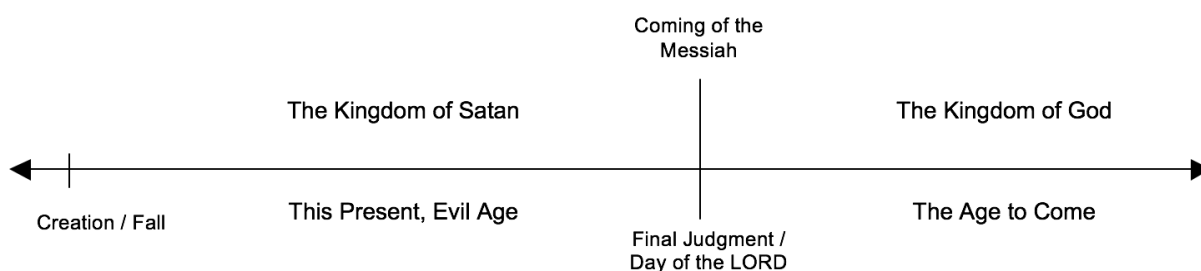 Coming of the
Messiah
The Kingdom of Satan
The Kingdom of God
Creation / Fall
This Present, Evil Age
The Age to Come
Final Judgment /
Day of the LORD